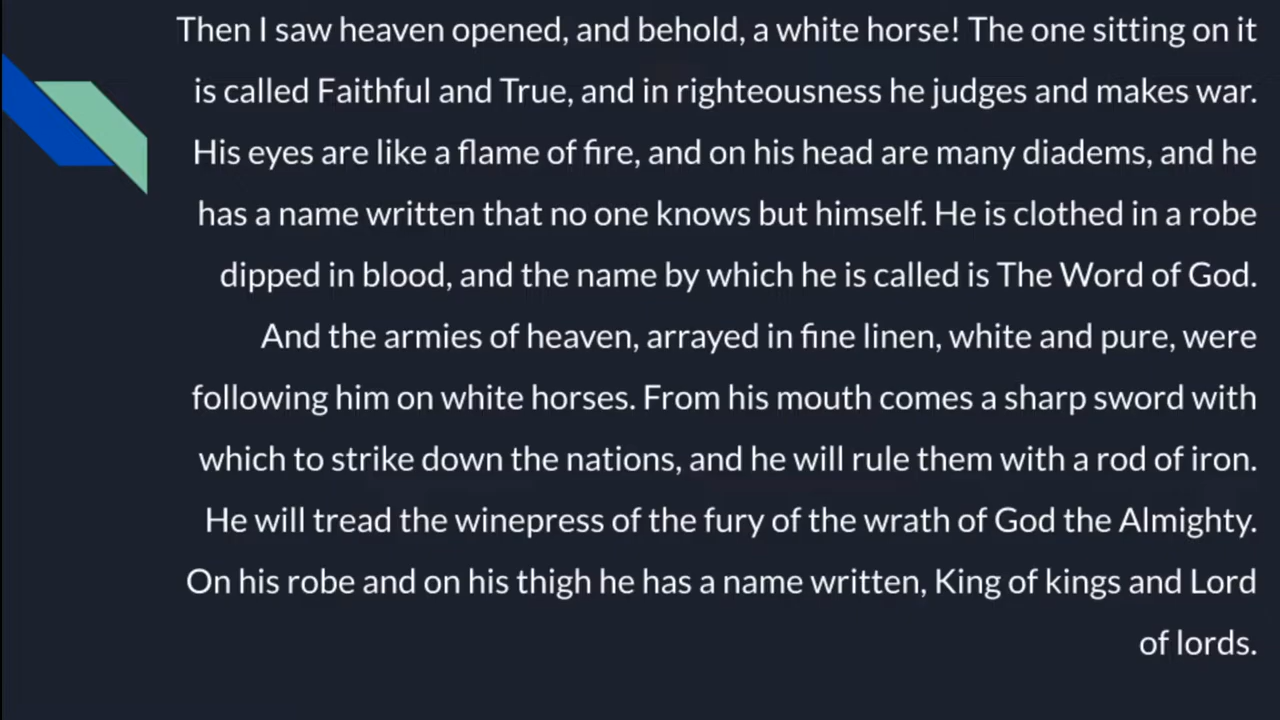 Then I saw heaven opened, and behold, a white horse! The one sitting on it
is called Faithful and True, and in righteousness he judges and makes war.
His eyes are like a flame of fire, and on his head are many diadems, and he
has a name written that no one knows but himself. He is clothed in a robe
dipped in blood, and the name by which he is called is The Word of God.
And the armies of heaven, arrayed in fine linen, white and pure, were
following him on white horses. From his mouth comes a sharp sword with
which to strike down the nations, and he will rule them with a rod of iron.
He will tread the winepress of the fury of the wrath of God the Almighty.
On his robe and on his thigh he has a name written, King of kings and Lord
of lords.